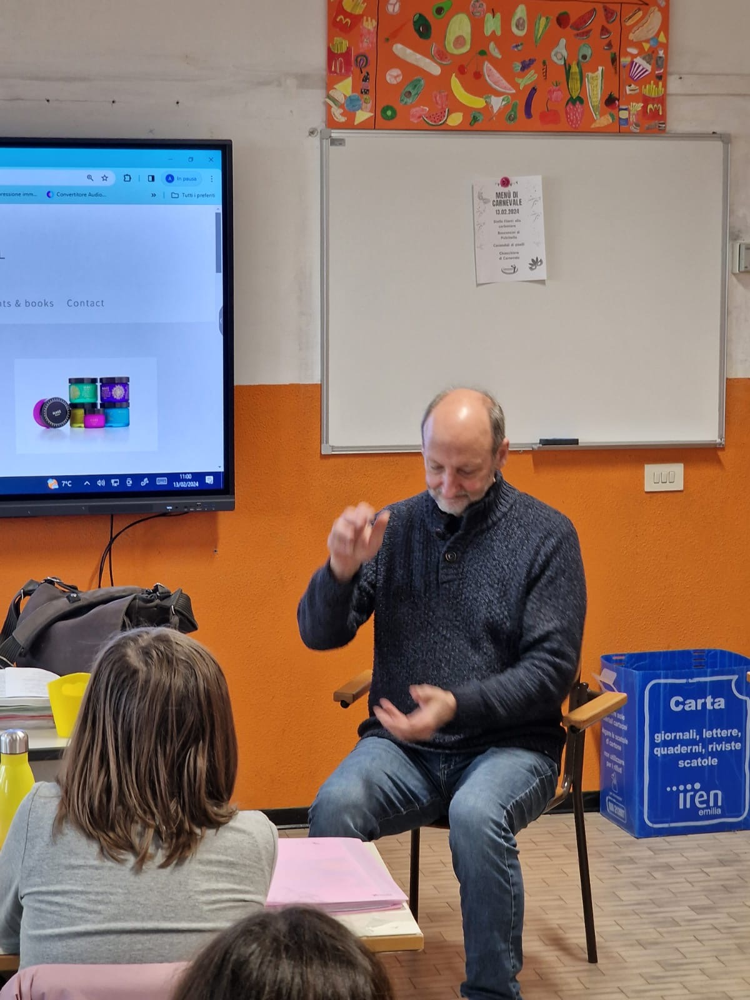 In pausa
pressione imm...
Convertitore Audio...
»
Tutti i preferiti
L
nts & books
Contact
7°C
11:00
13/02/2024
MENÙ DI
CARNEVALE
13.02.2024
Stelle filanti alla
carbonara
Bocconcini di
Pulcinella
Coriandoli di piselli
Chiacchiere
di Carnevale
Carta
giornali, lettere,
quaderni, riviste
scatole
iren
emilia